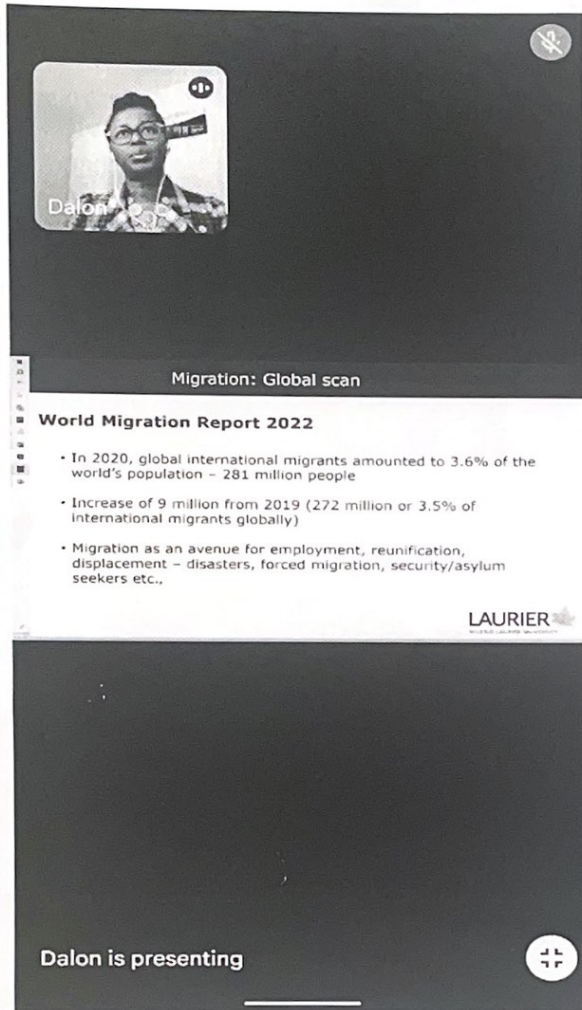 Dalon
Migration: Global scan
World Migration Report 2022
• In 2020, global international migrants amounted to 3.6% of the
world's population – 281 million people
• Increase of 9 million from 2019 (272 million or 3.5% of
international migrants globally)
• Migration as an avenue for employment, reunification,
displacement – disasters, forced migration, security/asylum
seekers etc.,
LAURIER
Dalon is presenting